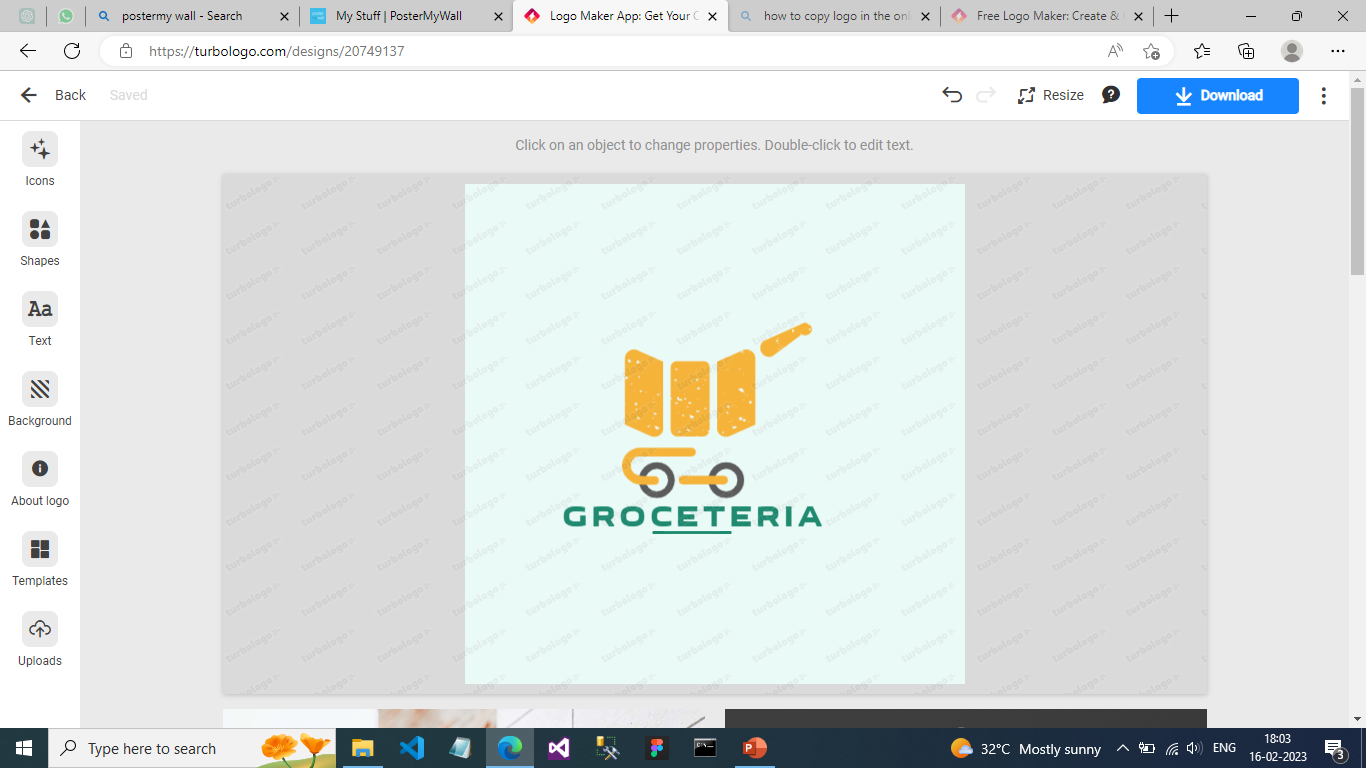 postermy wall - Search
My Stuff | PosterMyWall
Logo Maker App: Get Your C
how to copy logo in the onl
Free Logo Maker: Create &
https://turbologo.com/designs/20749137
Back
Saved
Resize
Download
Click on an object to change properties. Double-click to edit text.
Icons
Shapes
Aa
Text
Background
About logo
Templates
Uploads
turbologo
GROCETERIA
Type here to search
32°C Mostly sunny
ENG
18:03
16-02-2023
3